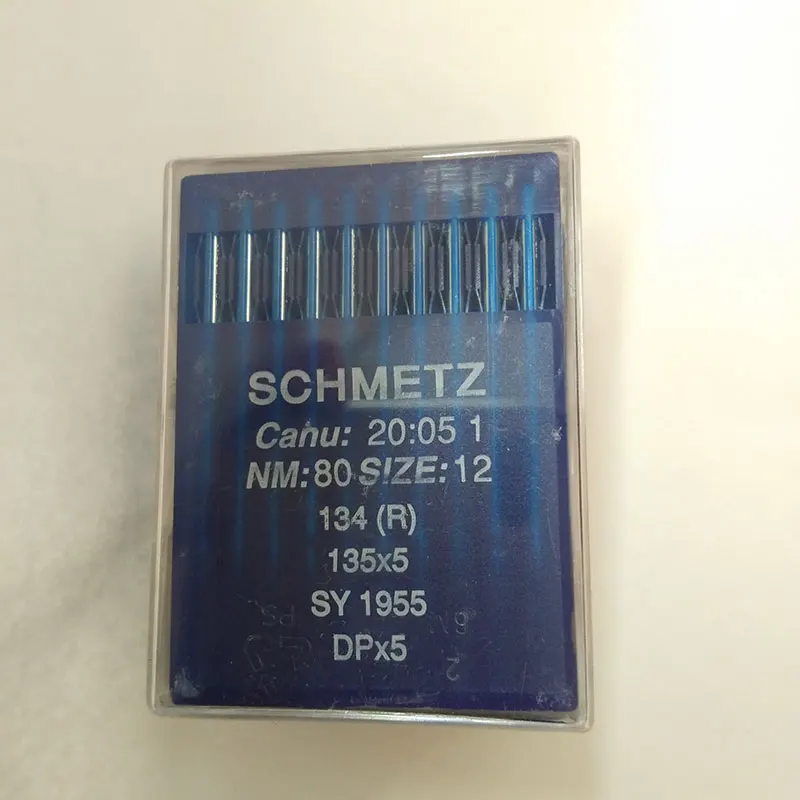 SCHMETZ
Canu: 20:05 1
NM:80 SIZE:12
134 (R)
135x5
SY 1955
DPx5